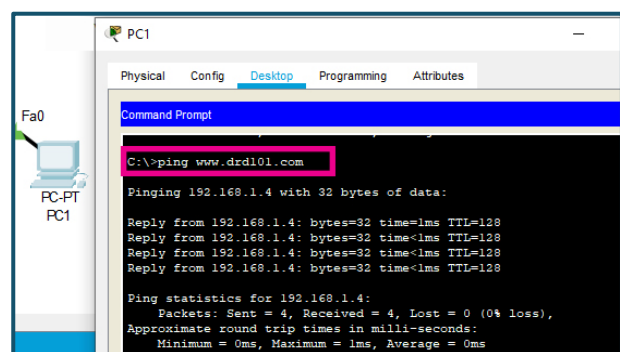 PC1
Physical Config Desktop Programming Attributes
Fa0
Command Prompt
C:\>ping www.drd101.com
Pinging 192.168.1.4 with 32 bytes of data:
PC-PT
PC1
Reply from 192.168.1.4: bytes=32 time=1ms TTL=128
Reply from 192.168.1.4: bytes=32 time<1ms TTL=128
Reply from 192.168.1.4: bytes=32 time<1ms TTL=128
Reply from 192.168.1.4: bytes=32 time<1ms TTL=128
Ping statistics for 192.168.1.4:
Packets: Sent = 4, Received = 4, Lost = 0 (0% loss),
Approximate round trip times in milli-seconds:
Minimum = 0ms, Maximum = 1ms, Average = 0ms